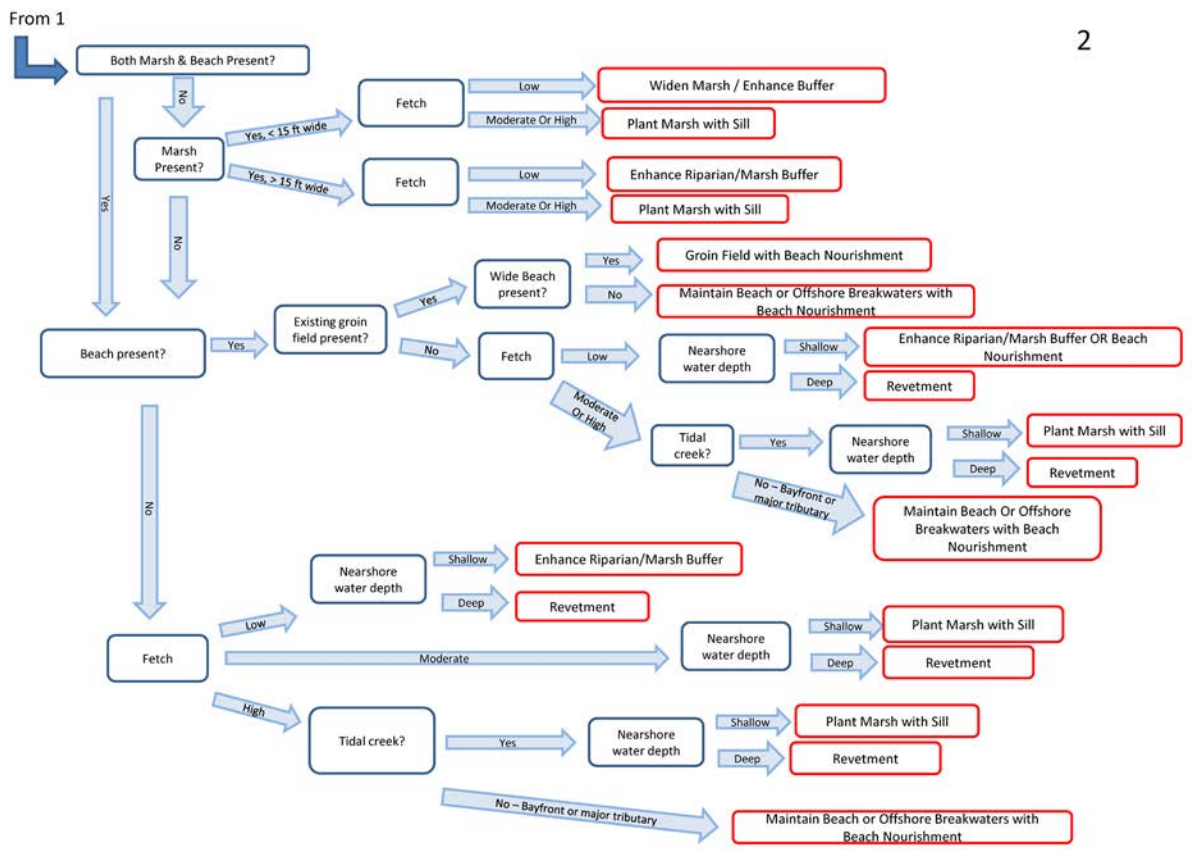 From 1
2
Both Marsh & Beach Present?
No
Yes
Marsh
Present?
Yes, < 15 ft wide
Fetch
Low
Widen Marsh / Enhance Buffer
Moderate Or High
Plant Marsh with Sill
Yes, > 15 ft wide
Fetch
Low
Enhance Riparian/Marsh Buffer
Moderate Or High
Plant Marsh with Sill
No
Beach present?
Yes
Existing groin
field present?
Yes
Wide Beach
present?
Yes
Groin Field with Beach Nourishment
No
Maintain Beach or Offshore Breakwaters with
Beach Nourishment
No
Fetch
Low
Nearshore
water depth
Shallow
Enhance Riparian/Marsh Buffer OR Beach
Nourishment
Deep
Revetment
Moderate
Or High
Tidal
creek?
Yes
Nearshore
water depth
Shallow
Plant Marsh with Sill
Deep
Revetment
No – Bayfront or
major tributary
Maintain Beach Or Offshore
Breakwaters with Beach
Nourishment
No
Fetch
Low
Nearshore
water depth
Shallow
Enhance Riparian/Marsh Buffer
Deep
Revetment
Moderate
Nearshore
water depth
Shallow
Plant Marsh with Sill
Deep
Revetment
High
Tidal creek?
Yes
Nearshore
water depth
Shallow
Plant Marsh with Sill
Deep
Revetment
No – Bayfront or major tributary
Maintain Beach or Offshore Breakwaters with
Beach Nourishment